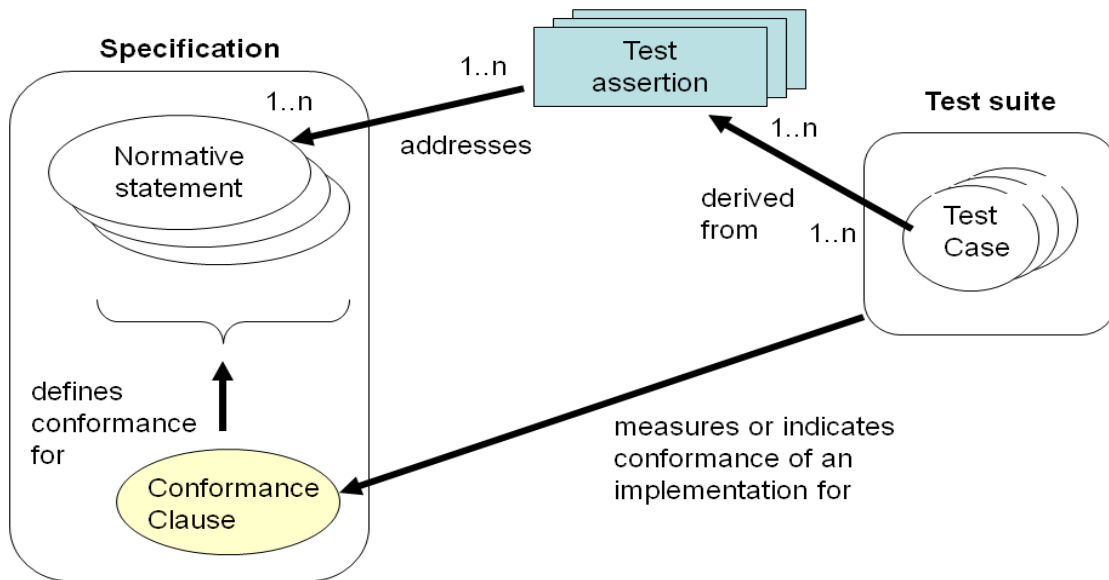 Specification
Test
assertion
1..n
1..n
Test suite
Normative
statement
addresses
1..n
derived
from
1..n
Test
Case
defines
conformance
for
measures or indicates
conformance of an
implementation for
Conformance
Clause